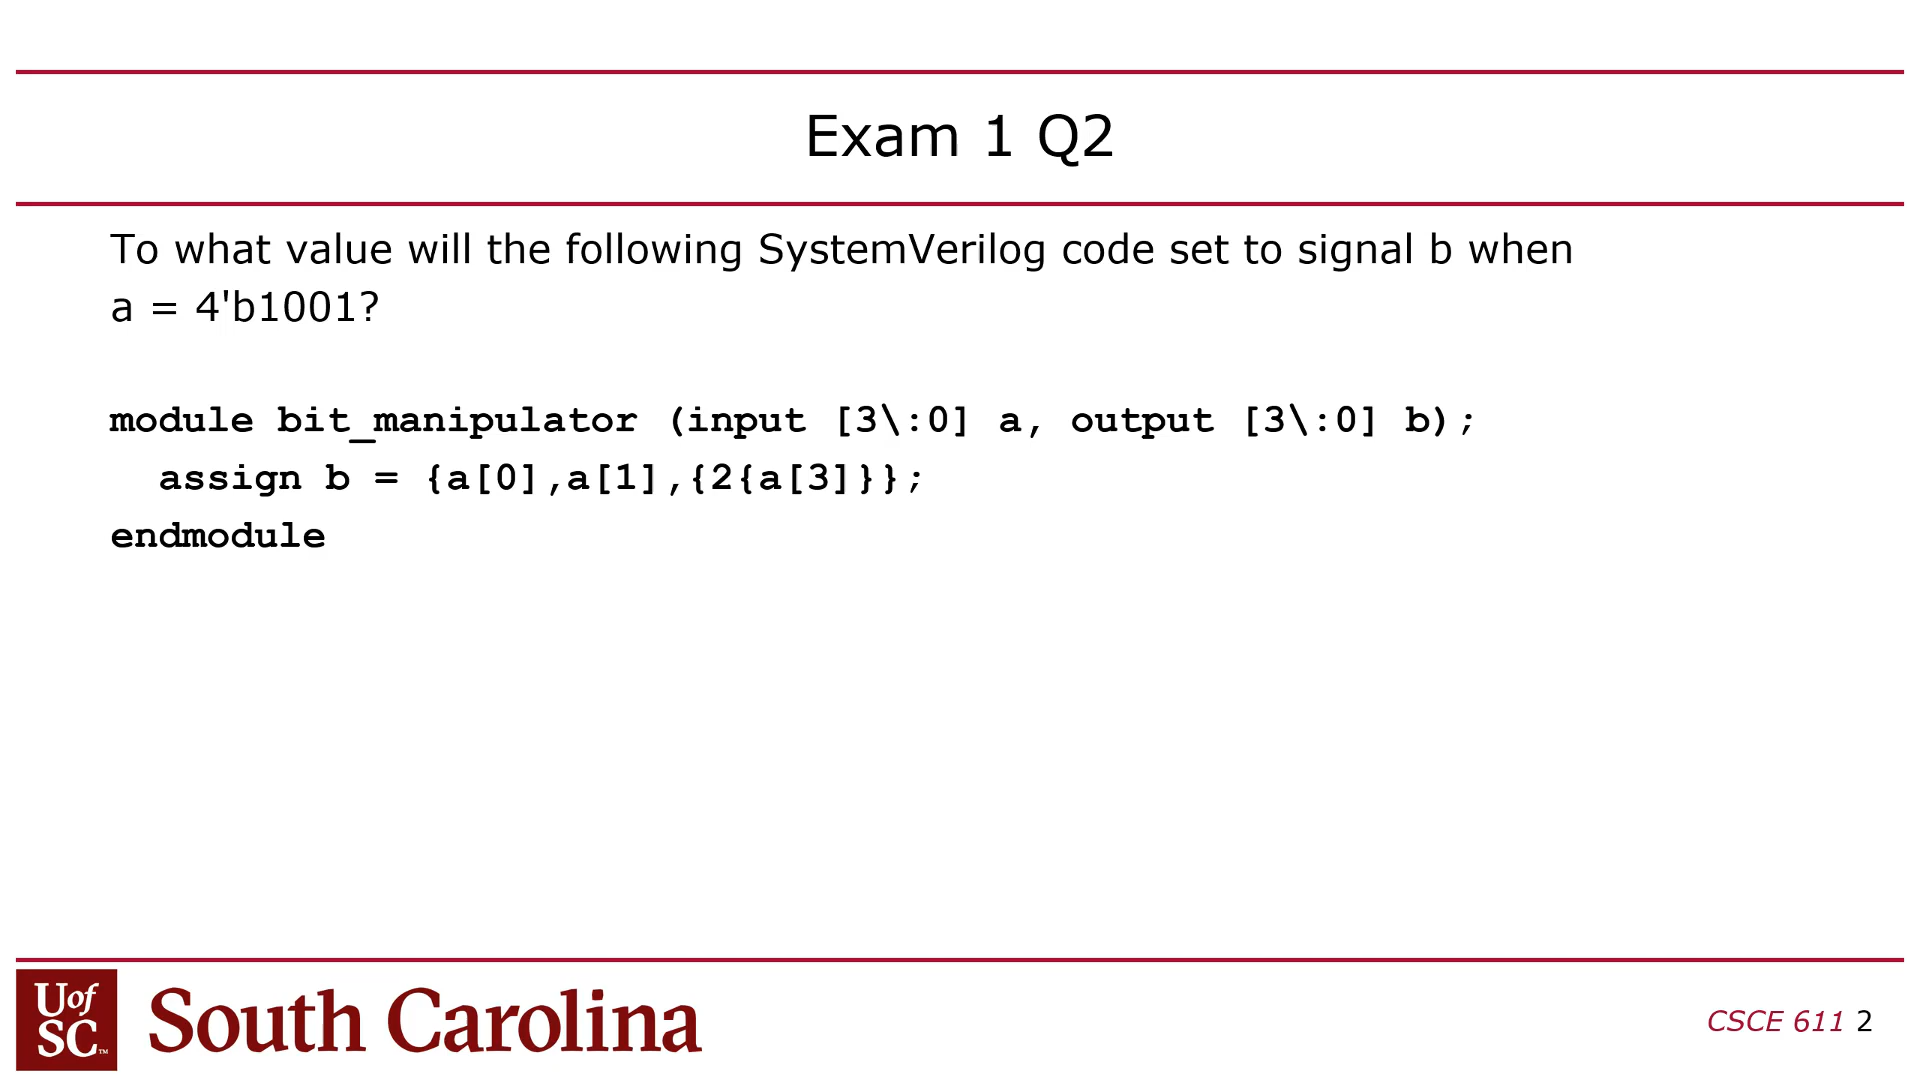 Exam 1 Q2
To what value will the following SystemVerilog code set to signal b when
a = 4'b1001?
module bit_manipulator (input [3\:0] a, output [3\:0] b);
  assign b = {a[0],a[1],{2{a[3]}};
endmodule
UofSC™ South Carolina
CSCE 611 2